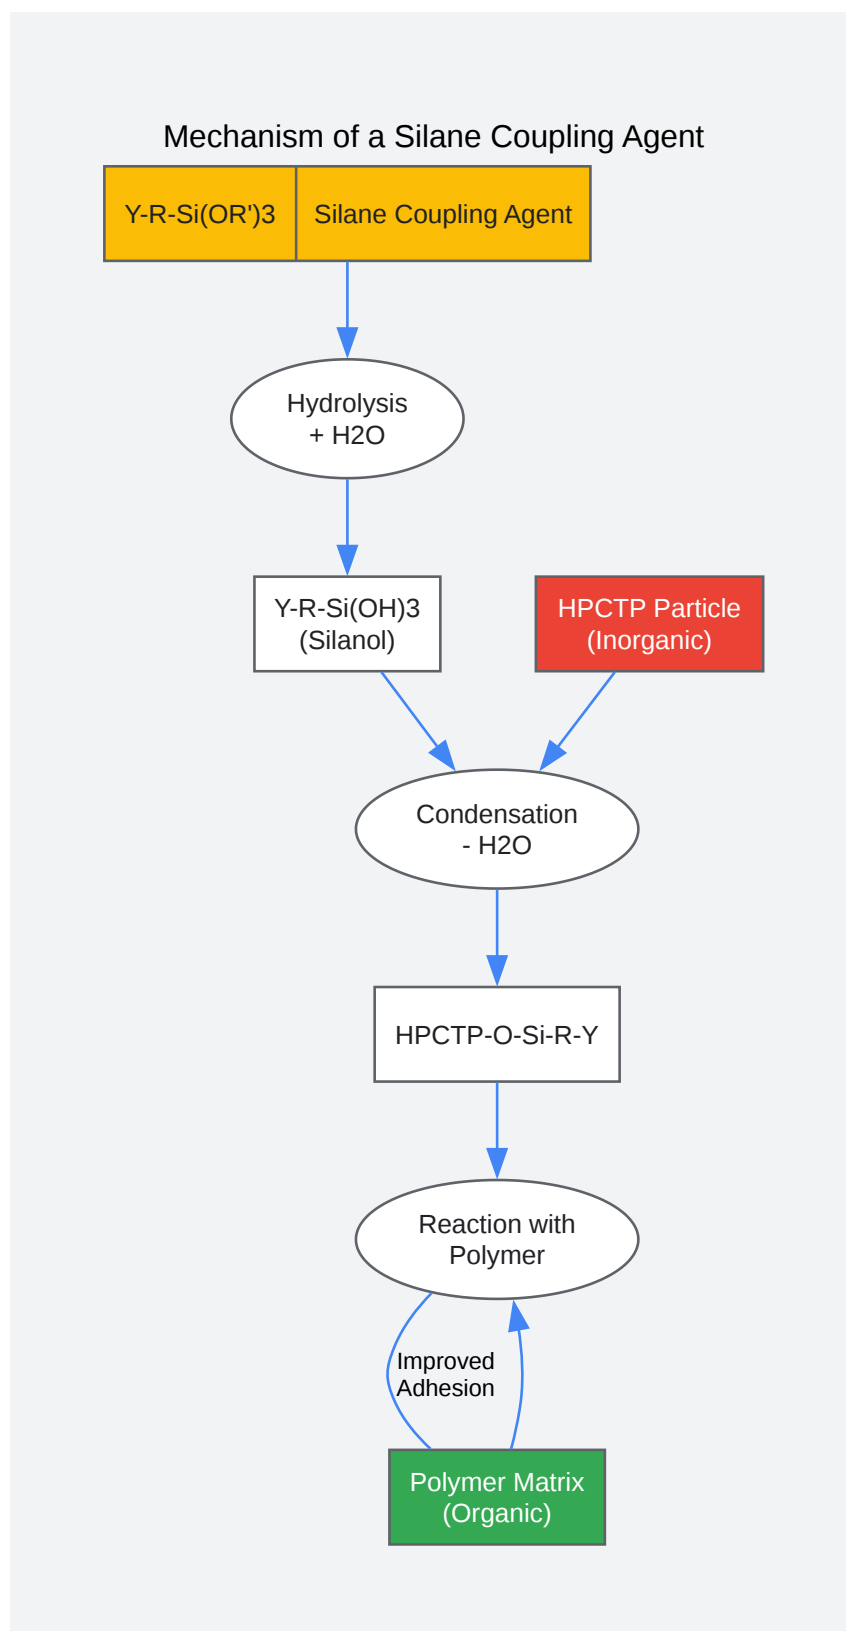 Mechanism of a Silane Coupling Agent
Y-R-Si(OR')3
Silane Coupling Agent
Hydrolysis
+ H2O
Y-R-Si(OH)3
(Silanol)
HPCTP Particle
(Inorganic)
Condensation
- H2O
HPCTP-O-Si-R-Y
Reaction with
Polymer
Improved
Adhesion
Polymer Matrix
(Organic)